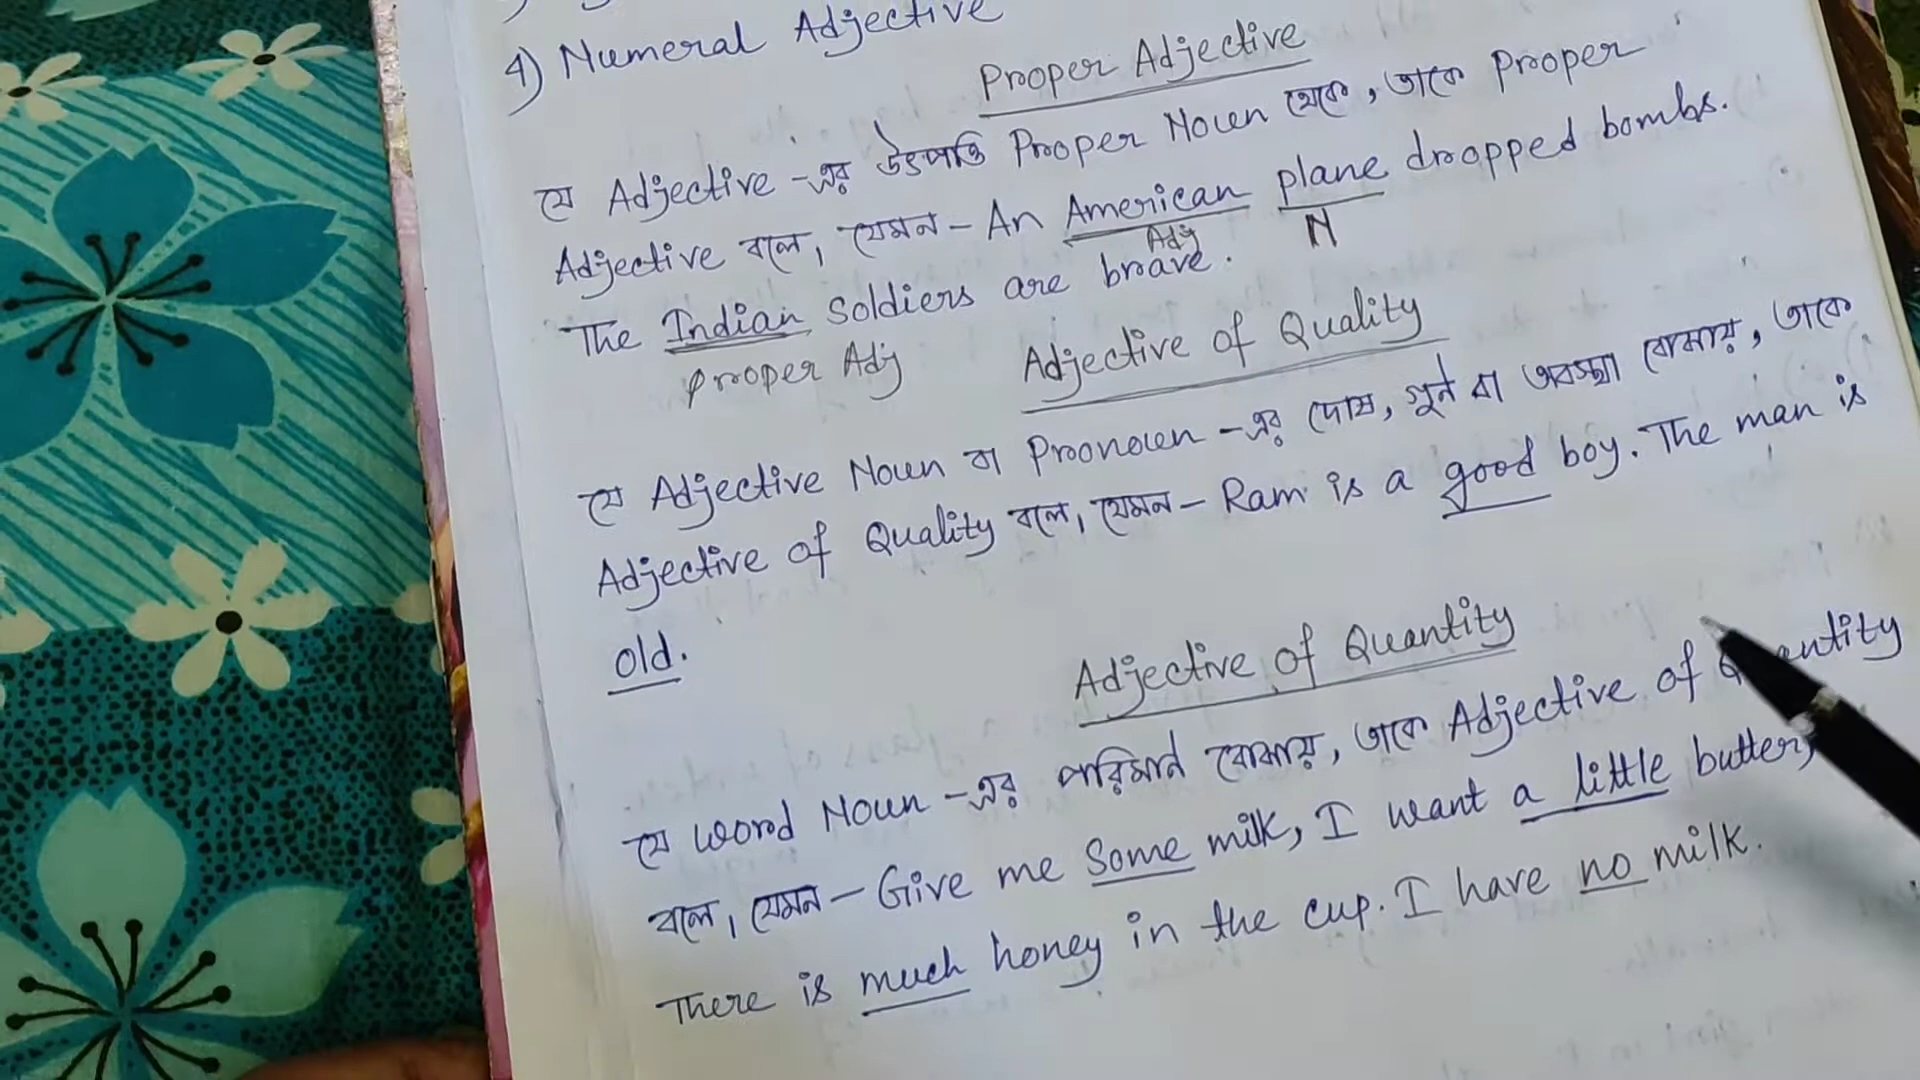 4) Numeral Adjective
Proper Adjective
যে Adjective -এর উৎপত্তি Proper Noun থেকে, তাকে Proper
Adjective বলে, যেমন- An American plane dropped bombs.
Adj N
The Indian soldiers are brave.
proper Adj
Adjective of Quality
যে Adjective Noun বা Pronoun -এর দোষ, গুর্ন বা অবস্থা বোঝায়, তাকে
Adjective of Quality বলে, যেমন- Ram is a good boy. The man is
old.
Adjective of Quantity
যে word Noun -এর পরিমার্ন বোঝায়, তাকে Adjective of Quantity
বলে, যেমন- Give me Some milk, I want a little butter,
There is much honey in the cup. I have no milk.